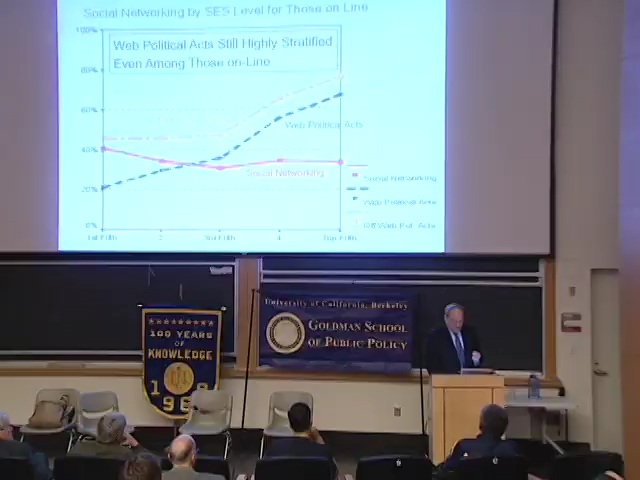 Social Networking by SES Level for Those on Line
100%
Web Political Acts Still Highly Stratified
Even Among Those on-Line
80%
60%
Web Political Acts
40%
Social Networking
Social Networking
20%
Web Political Acts
Off Web Pol. Acts
0%
1st Fifth
2
3rd Fifth
4
Top Fifth
University of California, Berkeley
GOLDMAN SCHOOL
OF PUBLIC POLICY
100 YEARS
OF
KNOWLEDGE